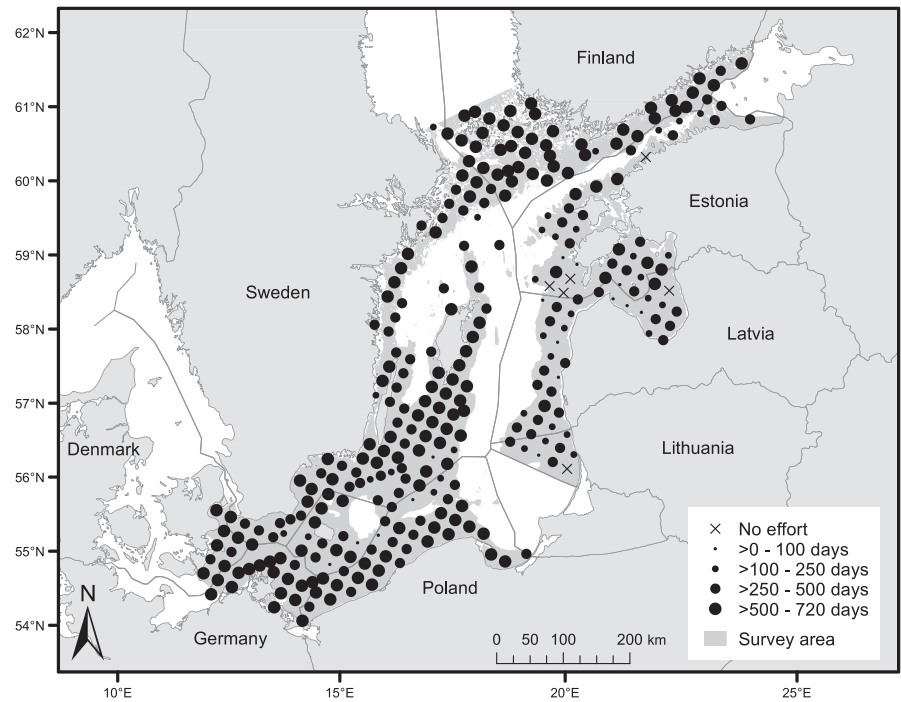 62°N
61°N
60°N
59°N
58°N
57°N
56°N
55°N
54°N
Finland
Estonia
Sweden
Latvia
Denmark
Lithuania
Poland
Germany
N
0 50 100 200 km
No effort
>0 - 100 days
>100 - 250 days
>250 - 500 days
>500 - 720 days
Survey area
10°E 15°E 20°E 25°E